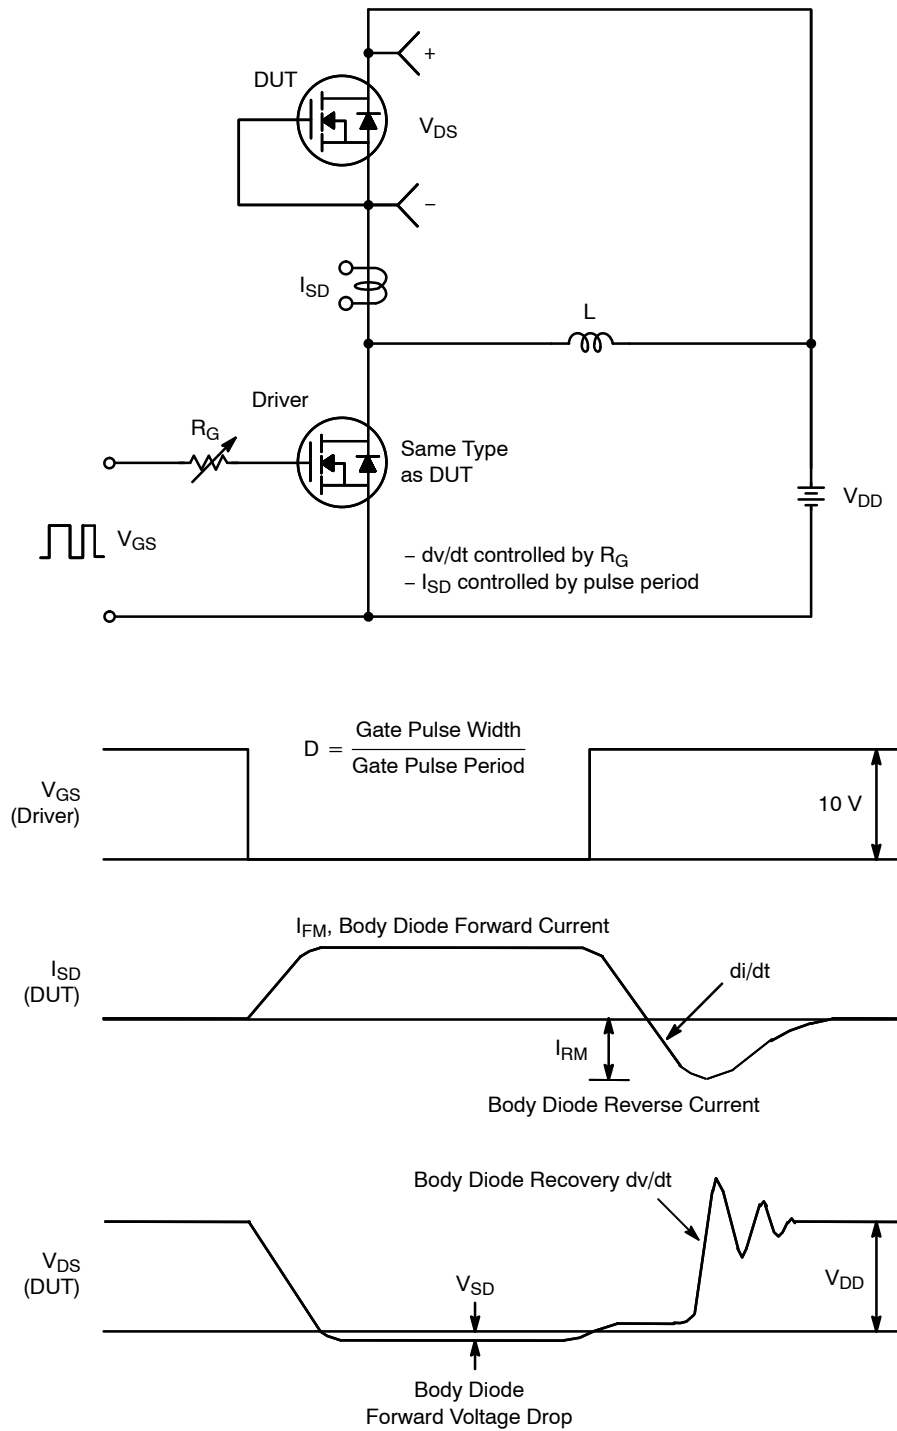 +
DUT
V_DS
−
I_SD
L
Driver
R_G
Same Type
as DUT
V_DD
V_GS
− dv/dt controlled by R_G
− I_SD controlled by pulse period
D = Gate Pulse Width
Gate Pulse Period
V_GS
(Driver)
10 V
I_FM, Body Diode Forward Current
I_SD
(DUT)
di/dt
I_RM
Body Diode Reverse Current
Body Diode Recovery dv/dt
V_DS
(DUT)
V_SD
V_DD
Body Diode
Forward Voltage Drop